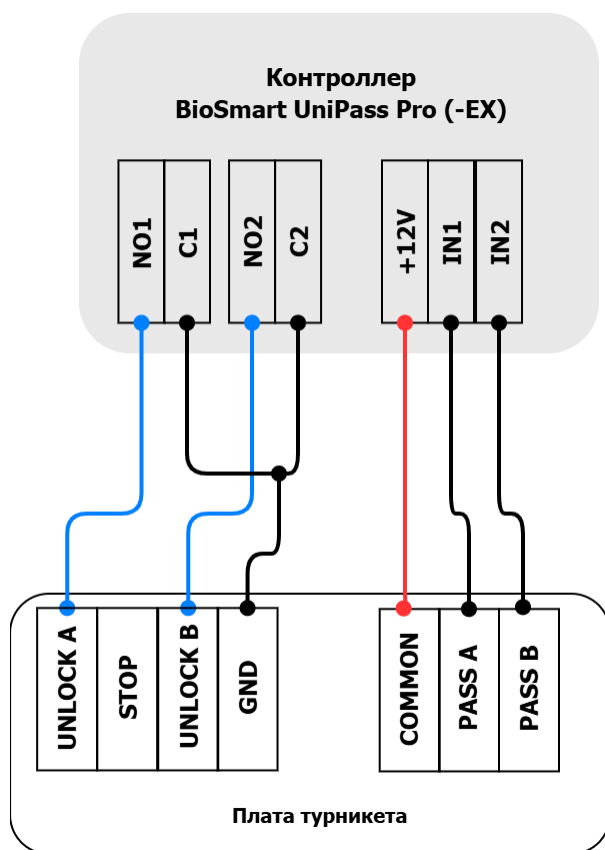 Контроллер
BioSmart UniPass Pro (-EX)
NO1
C1
NO2
C2
+12V
IN1
IN2
UNLOCK A
STOP
UNLOCK B
GND
COMMON
PASS A
PASS B
Плата турникета